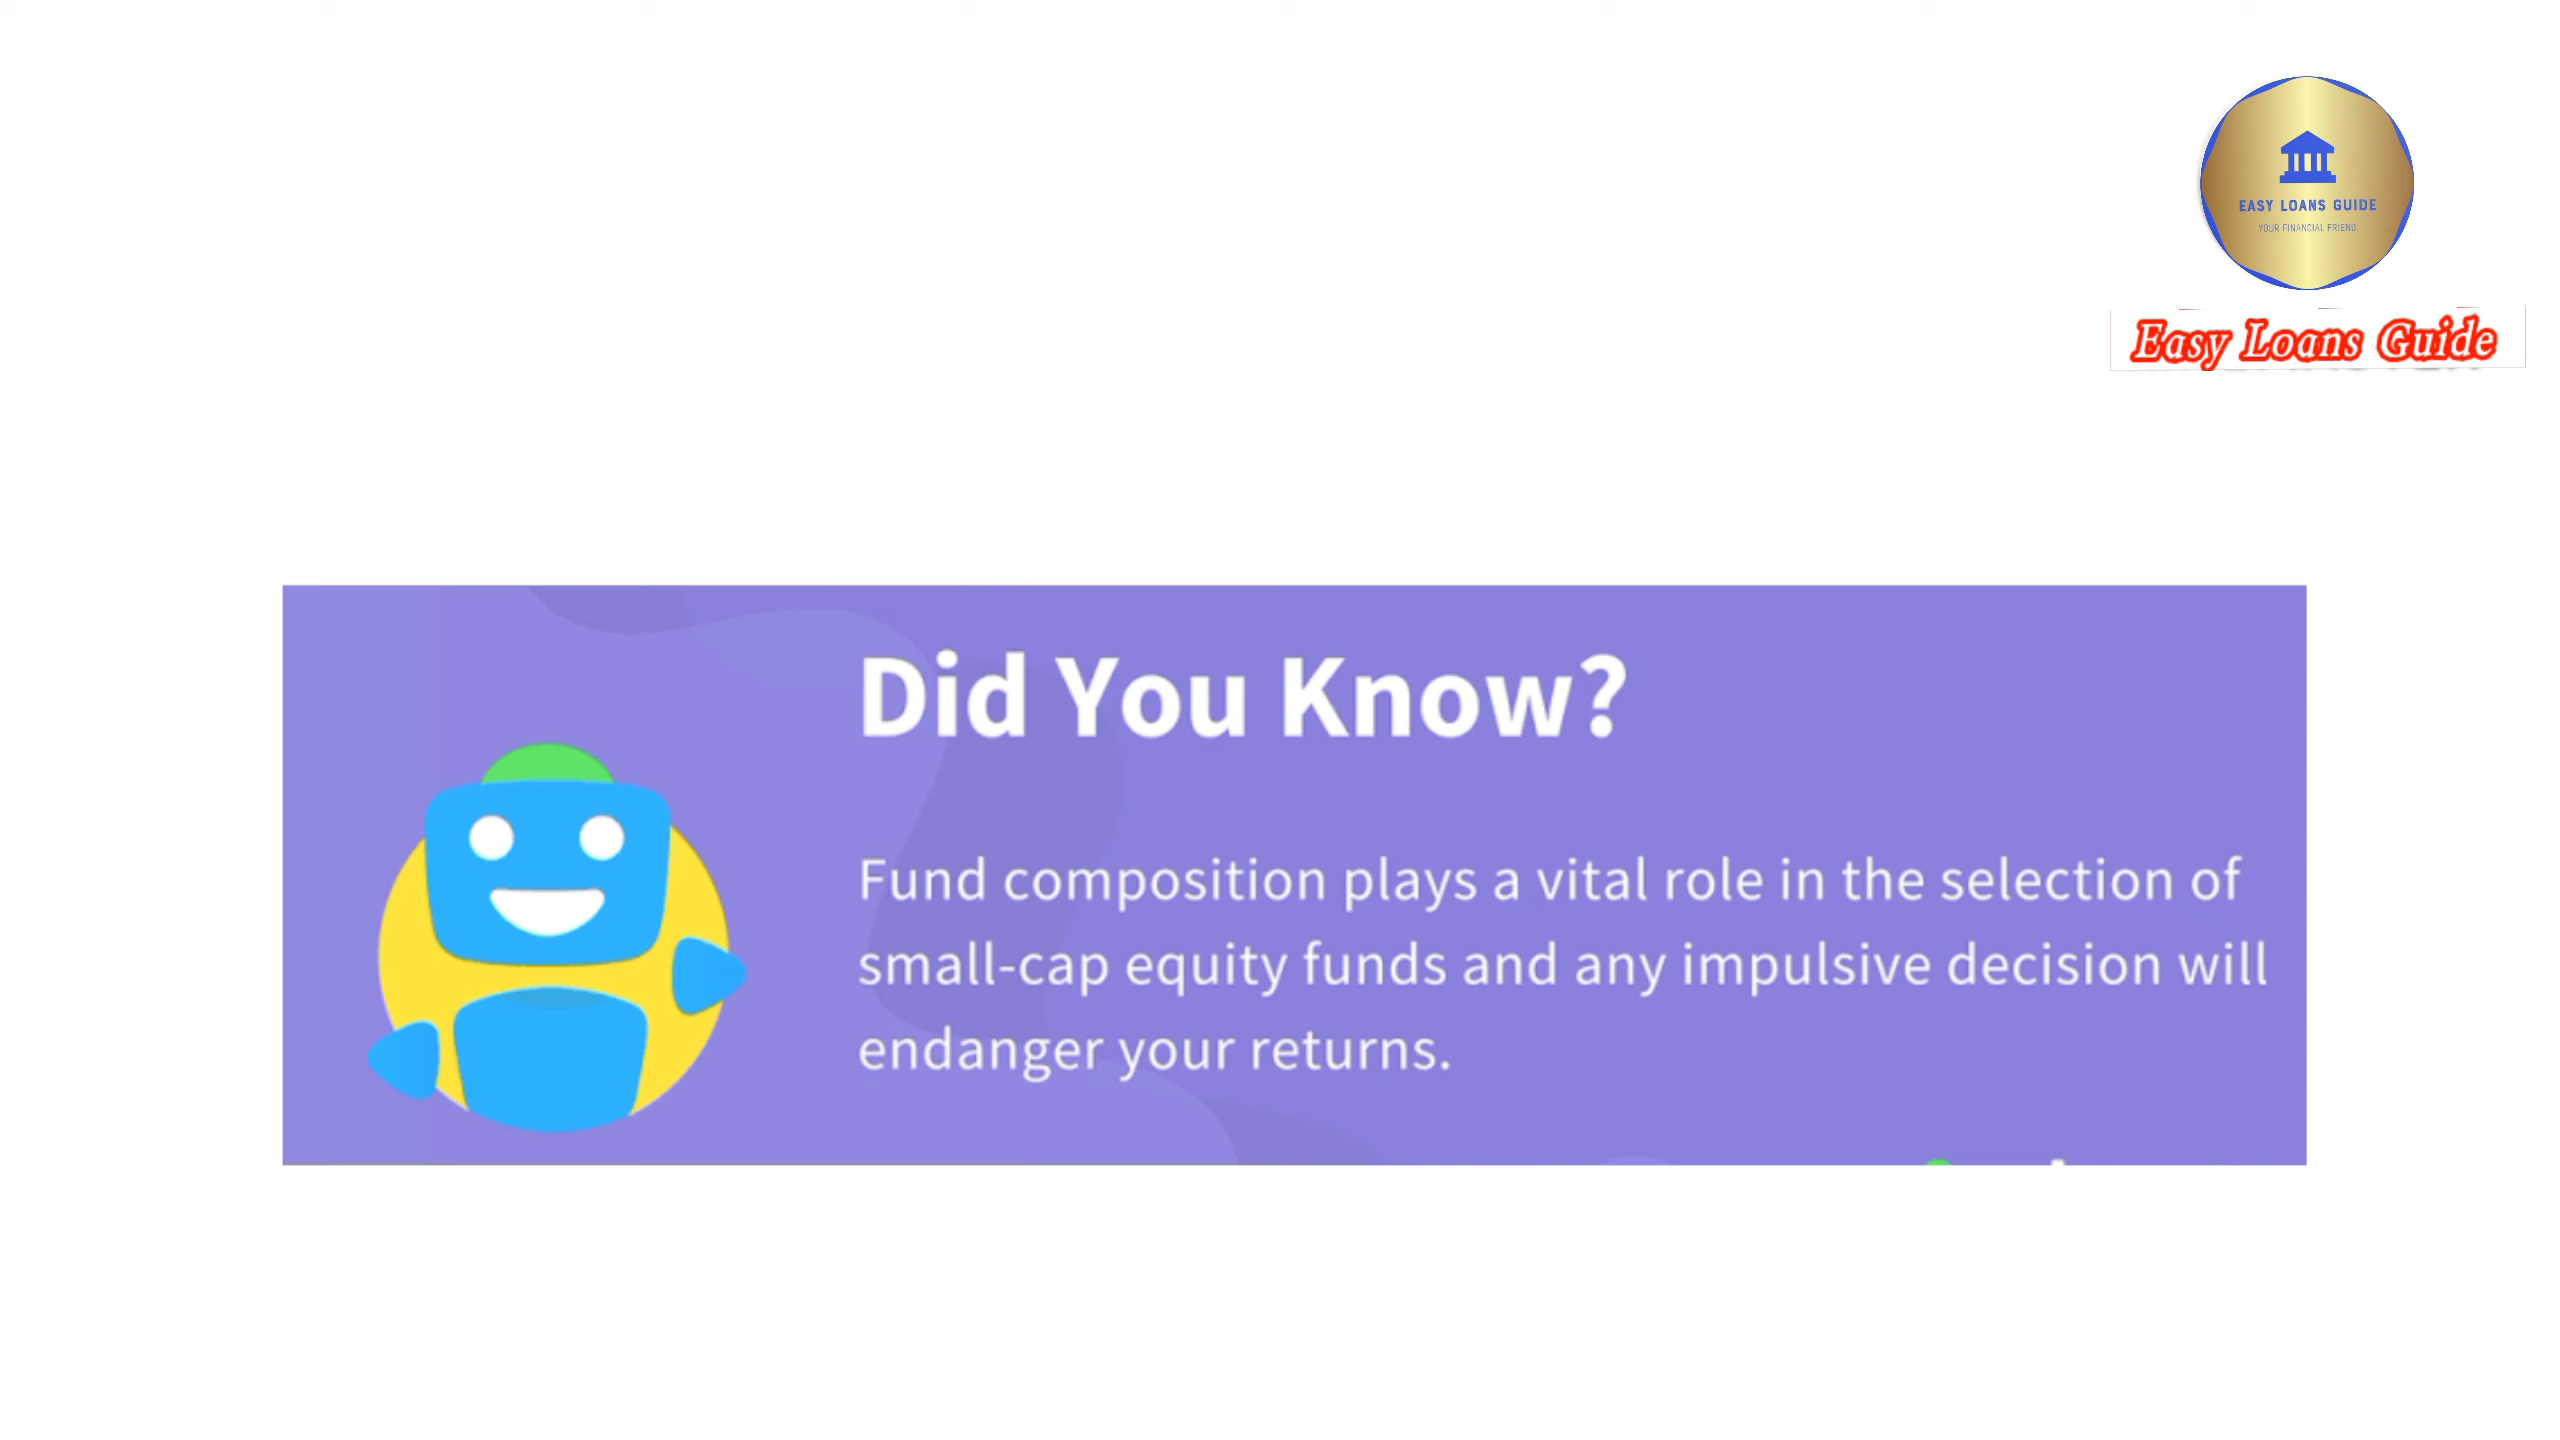 EASY LOANS GUIDE
YOUR FINANCIAL FRIEND.
Easy Loans Guide
Did You Know?
Fund composition plays a vital role in the selection of
small-cap equity funds and any impulsive decision will
endanger your returns.